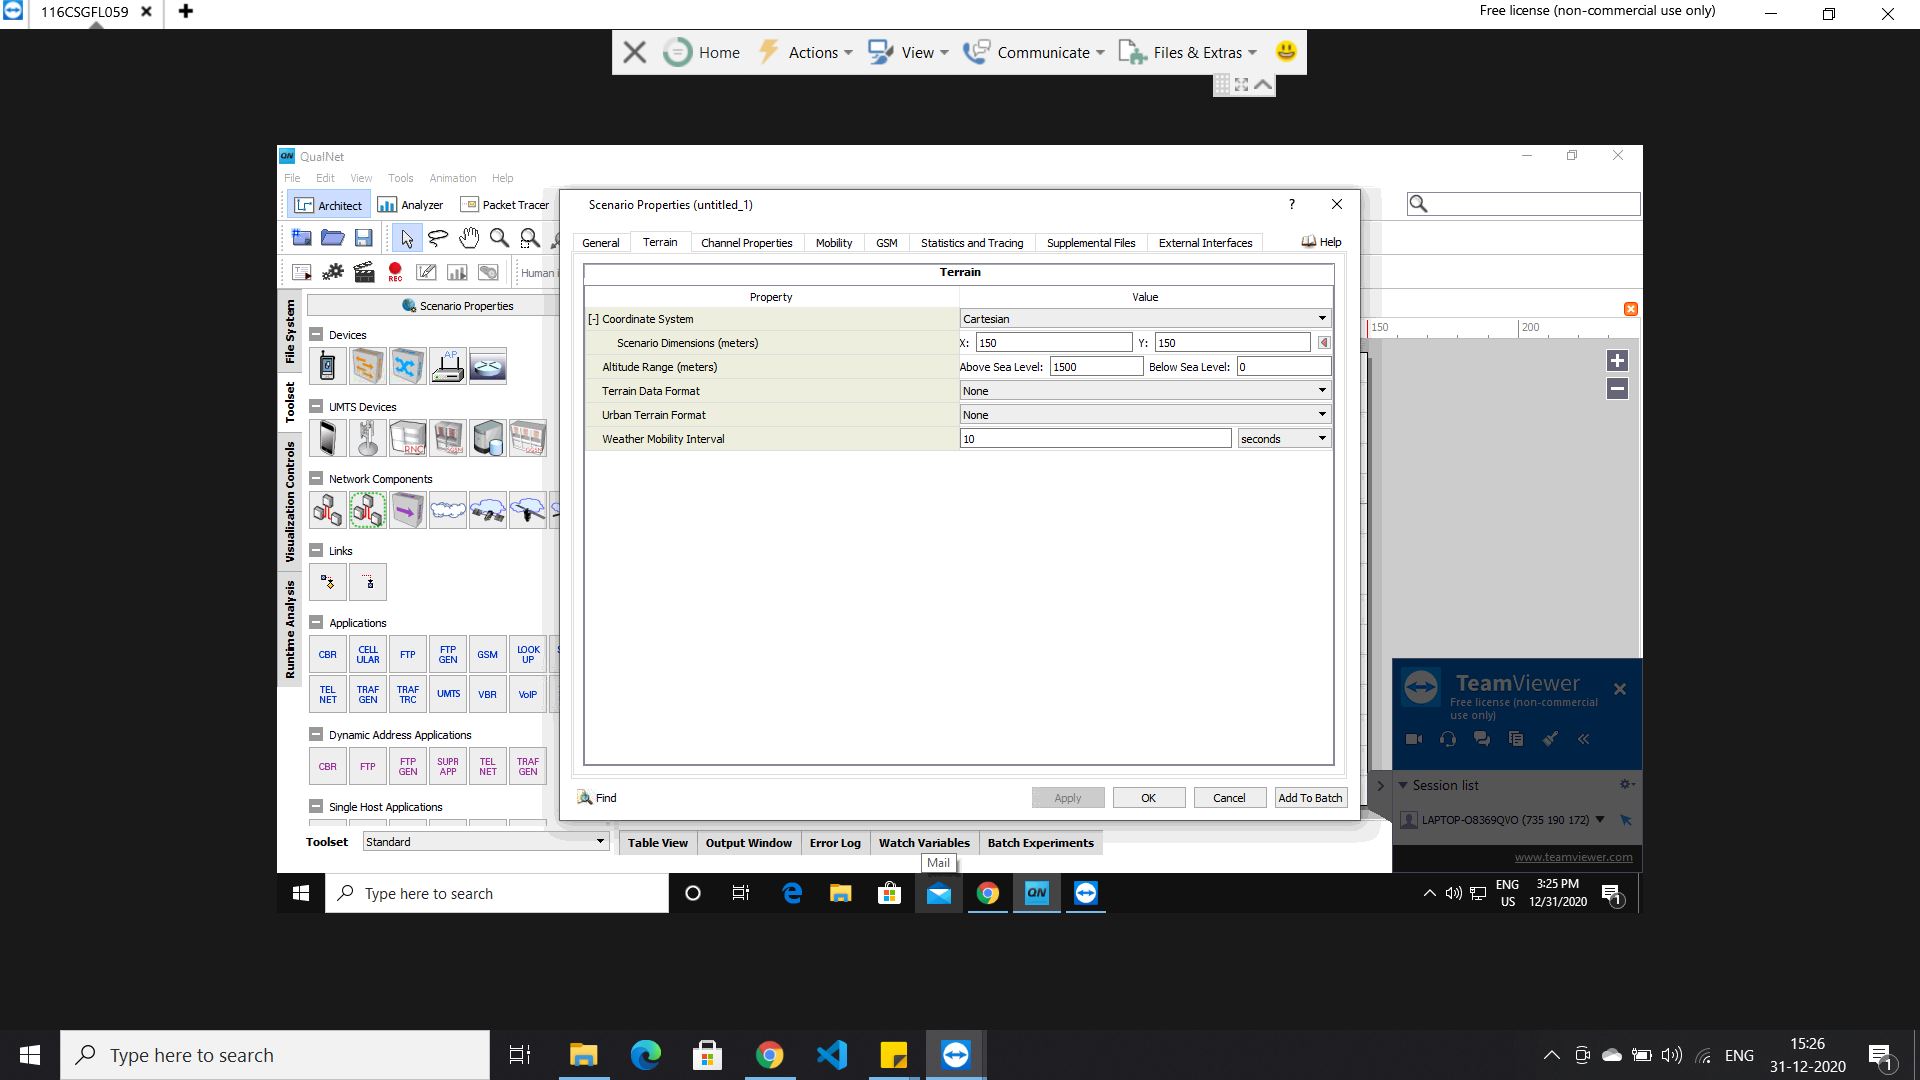 116CSGFL059
Free license (non-commercial use only)
Home Actions View Communicate Files & Extras
QN QualNet
File Edit View Tools Animation Help
Architect Analyzer Packet Tracer
REC
Human i
Scenario Properties
File System
Toolset
Visualization Controls
Runtime Analysis
Devices
AP
UMTS Devices
RNC
Network Components
Links
Applications
CBR CELL ULAR FTP FTP GEN GSM LOOK UP
TEL NET TRAF GEN TRAF TRC UMTS VBR VoIP
Dynamic Address Applications
CBR FTP FTP GEN SUPR APP TEL NET TRAF GEN
Single Host Applications
Toolset Standard
Scenario Properties (untitled_1)
?
General Terrain Channel Properties Mobility GSM Statistics and Tracing Supplemental Files External Interfaces Help
Terrain
Property Value
[-] Coordinate System Cartesian
Scenario Dimensions (meters) X: 150 Y: 150
Altitude Range (meters) Above Sea Level: 1500 Below Sea Level: 0
Terrain Data Format None
Urban Terrain Format None
Weather Mobility Interval 10 seconds
Find Apply OK Cancel Add To Batch
150 200
TeamViewer
Free license (non-commercial
use only)
Session list
LAPTOP-O8369QVO (735 190 172)
www.teamviewer.com
Table View Output Window Error Log Watch Variables Batch Experiments
Mail
Type here to search
QN
ENG
US
3:25 PM
12/31/2020
1
Type here to search
ENG
15:26
31-12-2020
1